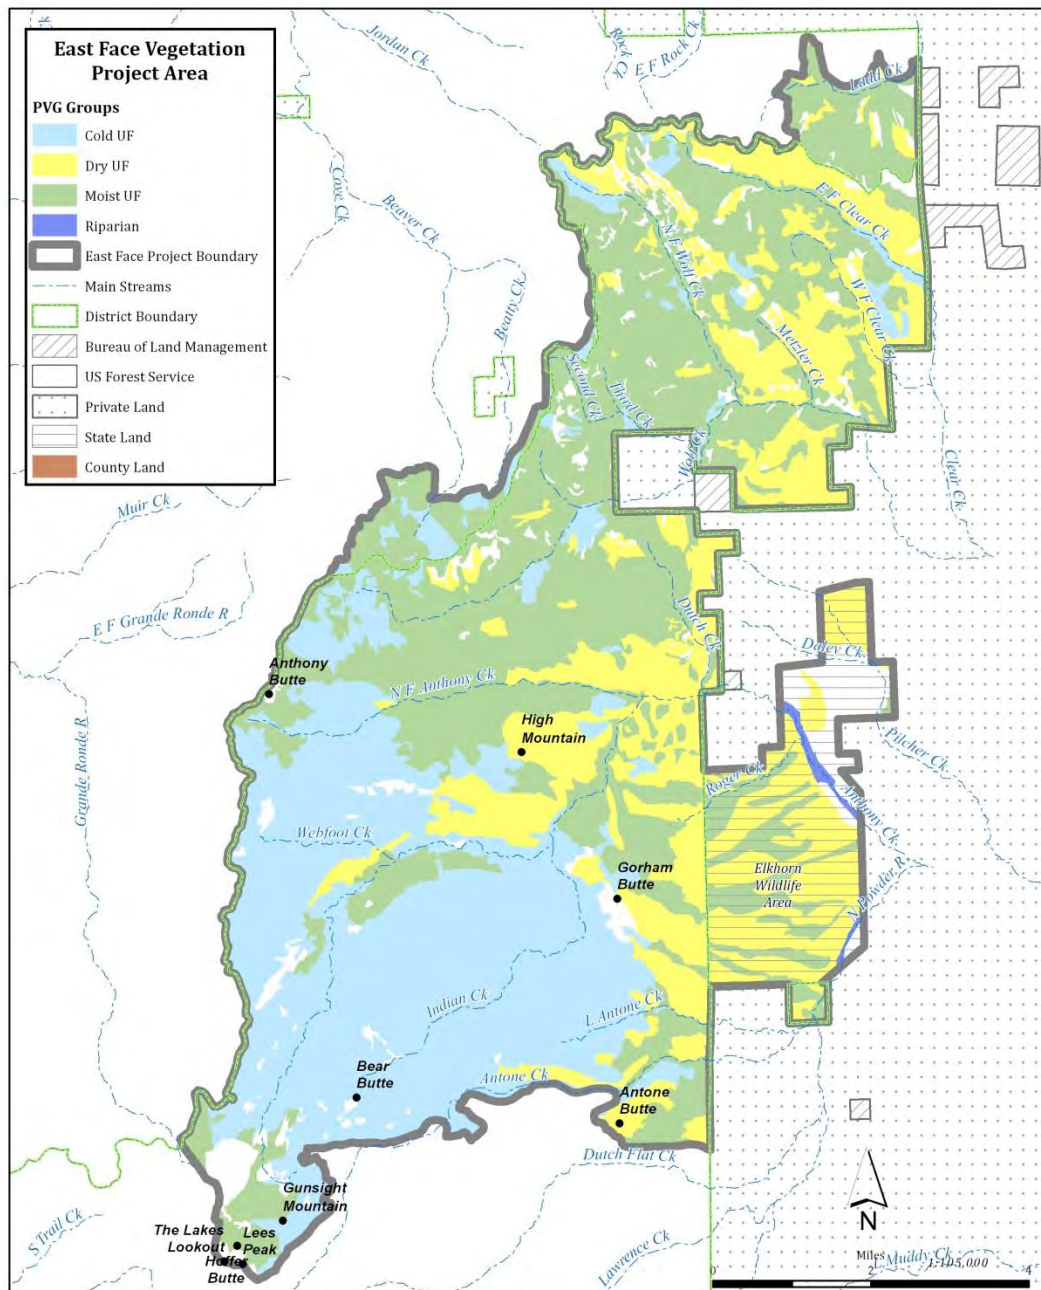 East Face Vegetation
Project Area
PVG Groups
Cold UF
Dry UF
Moist UF
Riparian
East Face Project Boundary
Main Streams
District Boundary
Bureau of Land Management
US Forest Service
Private Land
State Land
County Land
Jordan Ck
Rock Ck
E F Rock Ck
Ladd Ck
Cove Ck
Beaver Ck
Beatty Ck
E F Clear Ck
N F Wolf Ck
W F Clear Ck
Metzler Ck
Second Ck
Third Ck
Wolf Ck
Clear Ck
Muir Ck
E F Grande Ronde R
Dutch Ck
Daley Ck
Anthony
Butte
N F Anthony Ck
High
Mountain
Pilcher Ck
Grande Ronde R
Roger Ck
Anthony Ck
Webfoot Ck
Gorham
Butte
Elkhorn
Wildlife
Area
N Powder R
Indian Ck
L Antone Ck
Bear
Butte
Antone Ck
Antone
Butte
Dutch Flat Ck
Gunsight
Mountain
S Trail Ck
The Lakes
Lookout
Lees
Peak
Hoffer
Butte
Lawrence Ck
N
Miles
L Muddy Ck
1:105,000
0 2 4